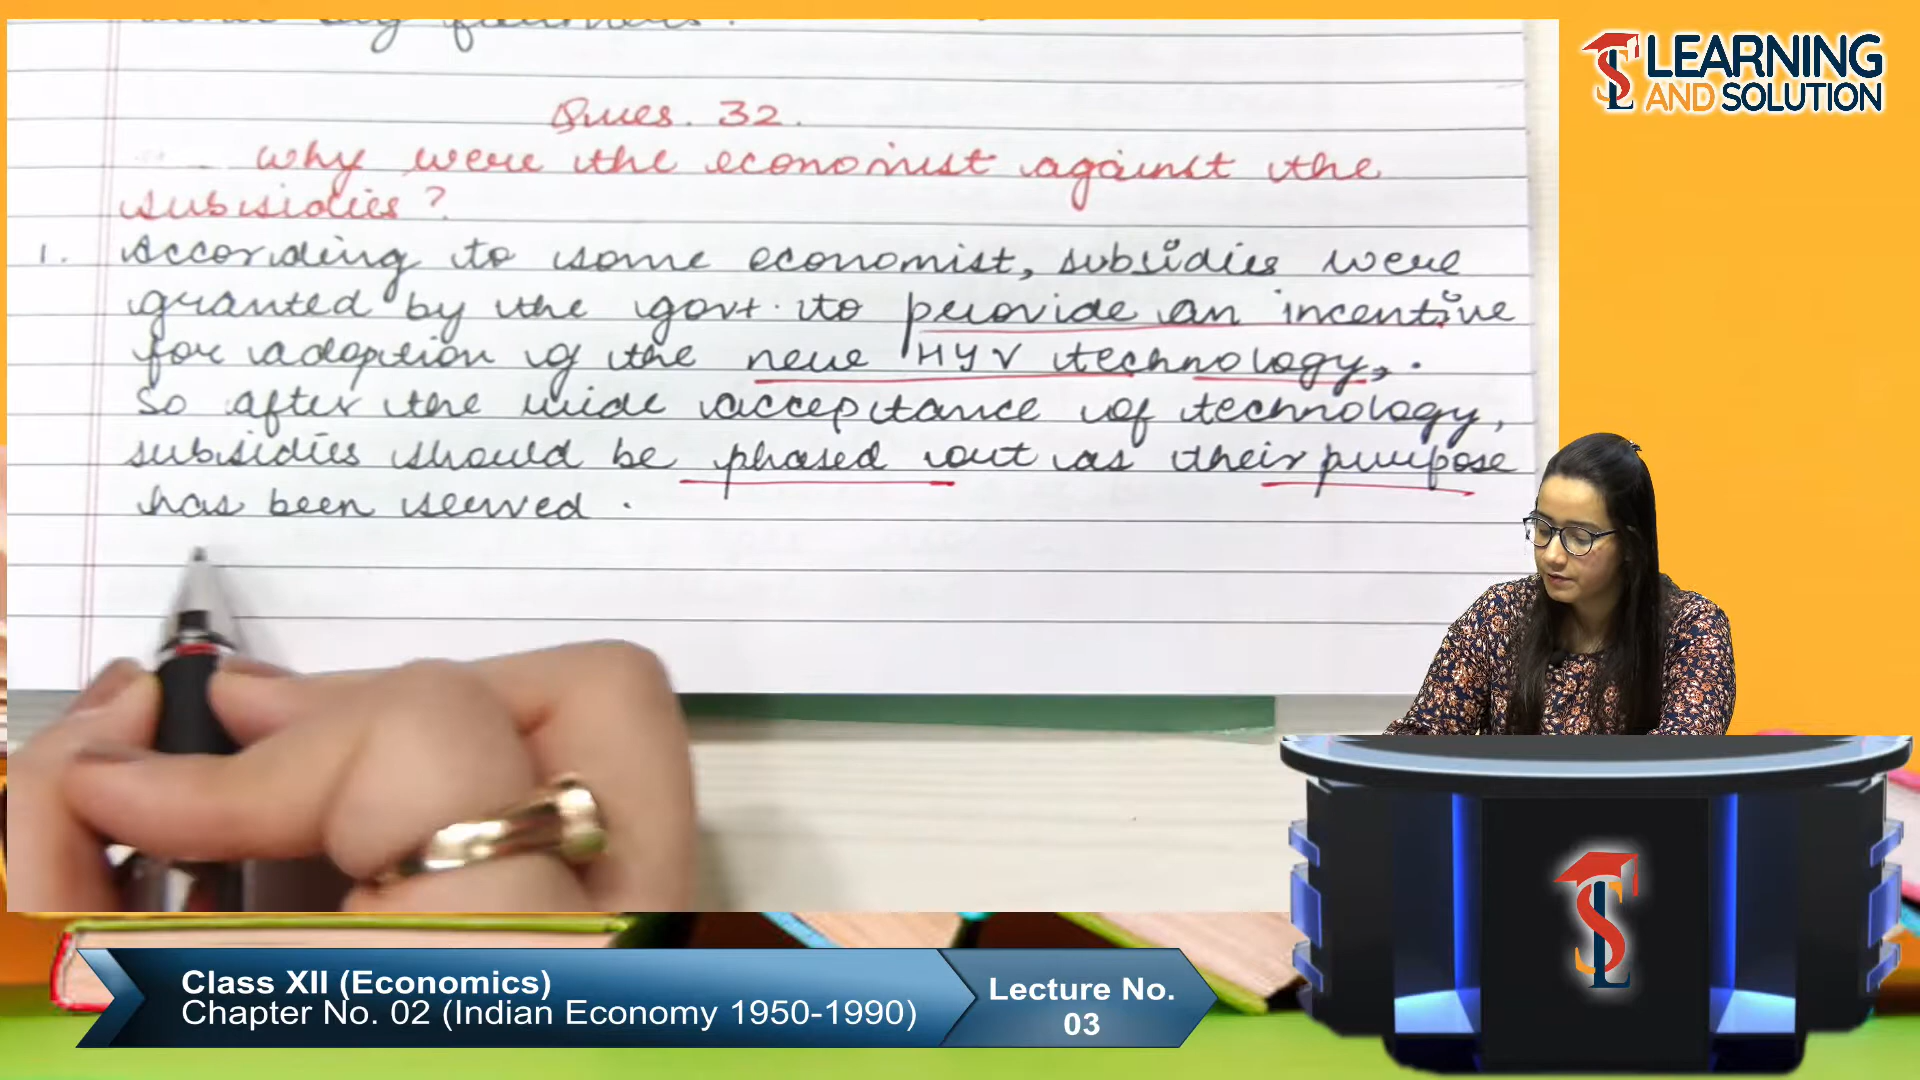 Ques. 32.
Why were the economist against the
subsidies?
1. According to some economist, subsidies were
granted by the govt. to provide an incentive
for adoption of the new HYV technology,.
So after the wide acceptance of technology,
subsidies should be phased out as their purpose
has been served.
LEARNING
AND SOLUTION
Class XII (Economics)
Chapter No. 02 (Indian Economy 1950-1990)
Lecture No.
03